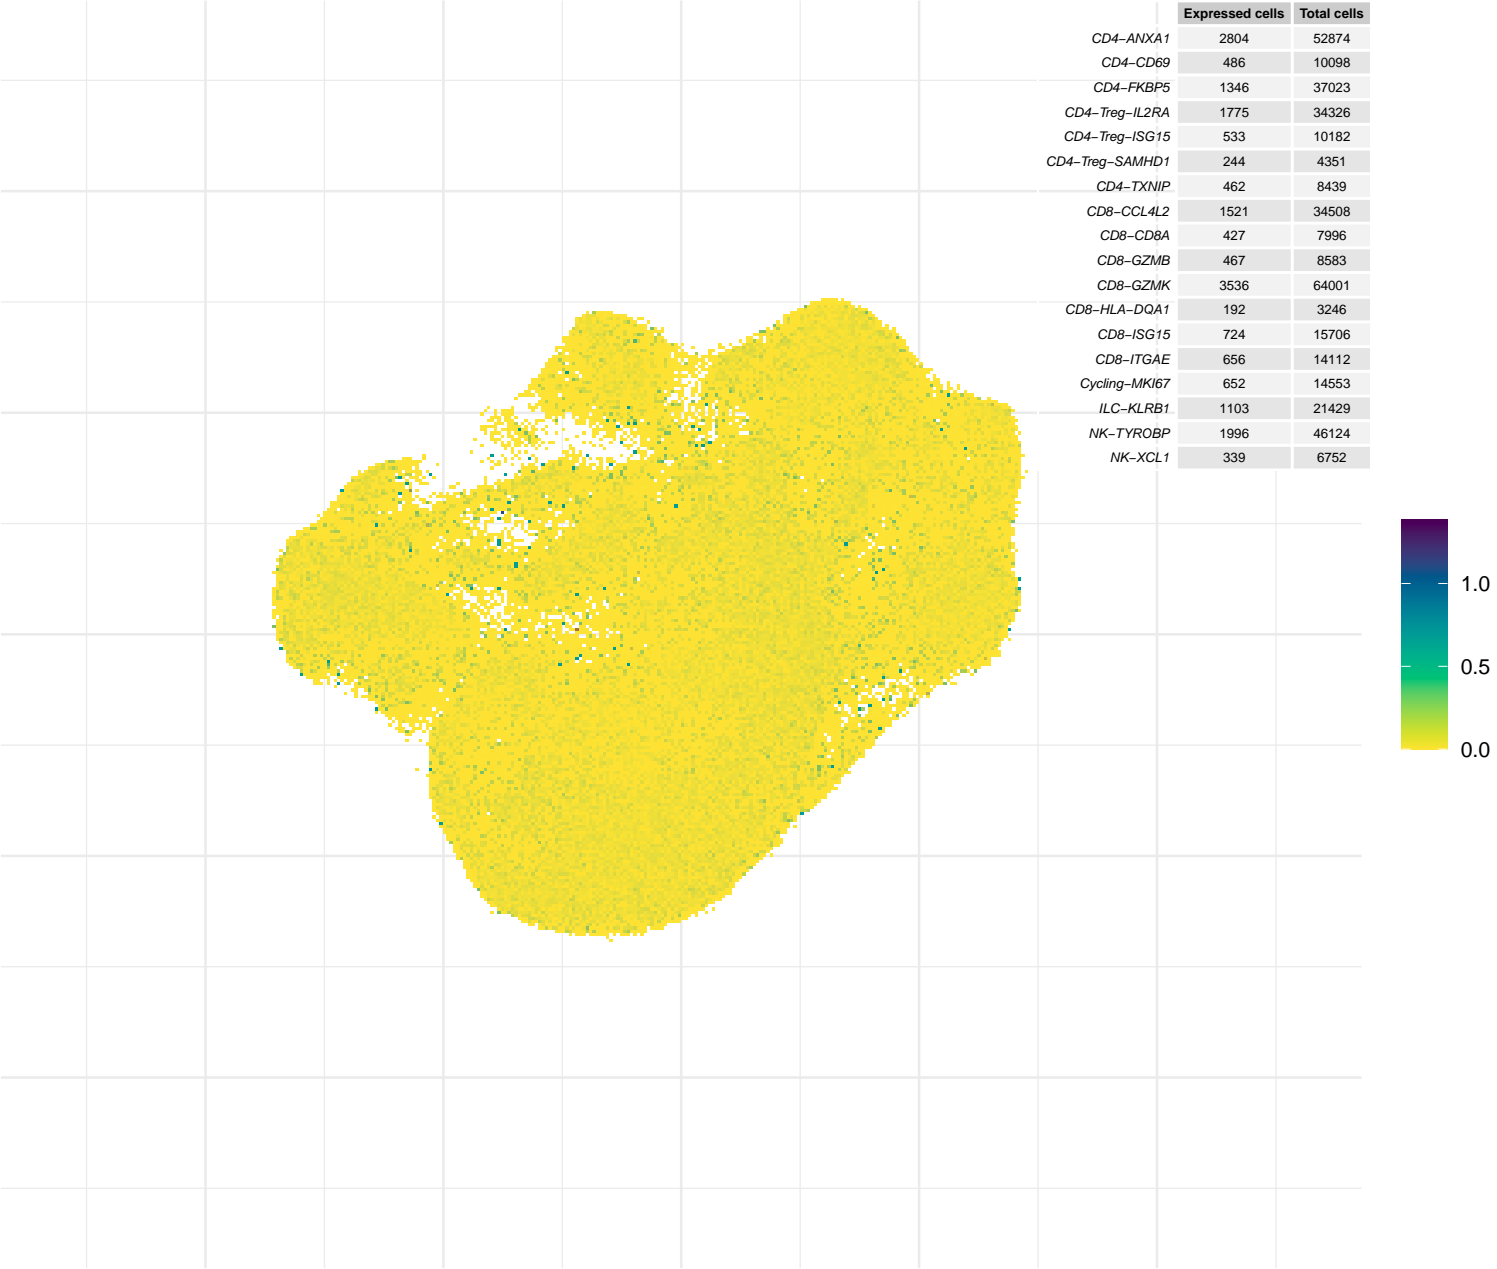 Expressed cells Total cells
CD4−ANXA1 2804 52874
CD4−CD69 486 10098
CD4−FKBP5 1346 37023
CD4−Treg−IL2RA 1775 34326
CD4−Treg−ISG15 533 10182
CD4−Treg−SAMHD1 244 4351
CD4−TXNIP 462 8439
CD8−CCL4L2 1521 34508
CD8−CD8A 427 7996
CD8−GZMB 467 8583
CD8−GZMK 3536 64001
CD8−HLA−DQA1 192 3246
CD8−ISG15 724 15706
CD8−ITGAE 656 14112
Cycling−MKI67 652 14553
ILC−KLRB1 1103 21429
NK−TYROBP 1996 46124
NK−XCL1 339 6752
1.0
0.5
0.0